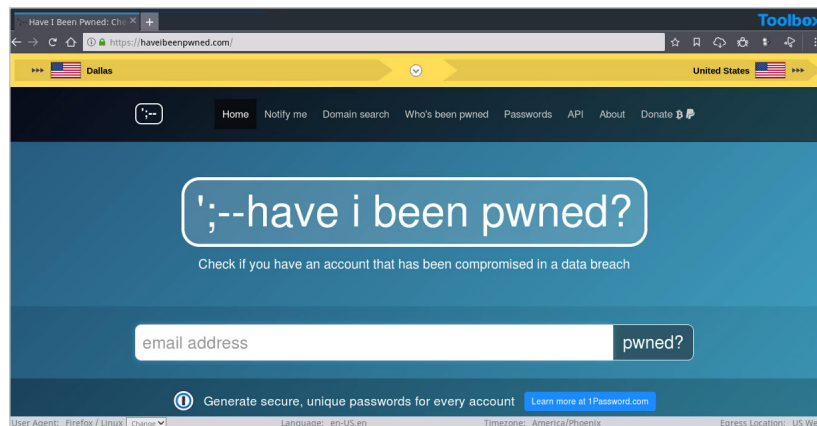 Have I Been Pwned: Che
Toolbox
https://haveibeenpwned.com/
Dallas
United States
';--
Home Notify me Domain search Who's been pwned Passwords API About Donate
';--have i been pwned?
Check if you have an account that has been compromised in a data breach
email address
pwned?
Generate secure, unique passwords for every account
Learn more at 1Password.com
User Agent: Firefox / Linux Change Language: en-US,en Timezone: America/Phoenix Egress Location: US We